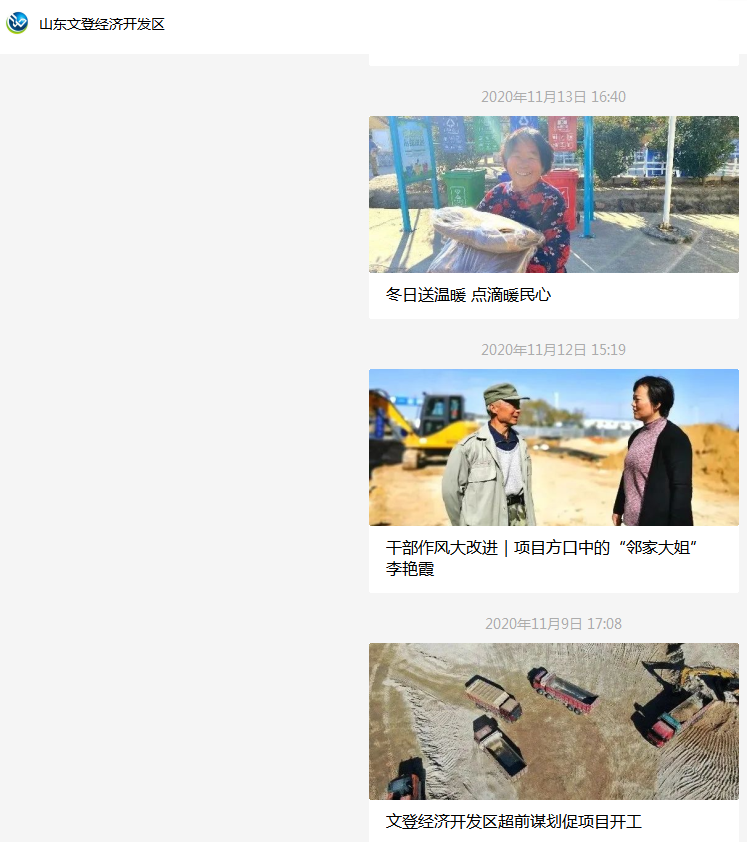 山东文登经济开发区
2020年11月13日 16:40
冬日送温暖 点滴暖民心
2020年11月12日 15:19
干部作风大改进｜项目方口中的“邻家大姐”
李艳霞
2020年11月9日 17:08
文登经济开发区超前谋划促项目开工